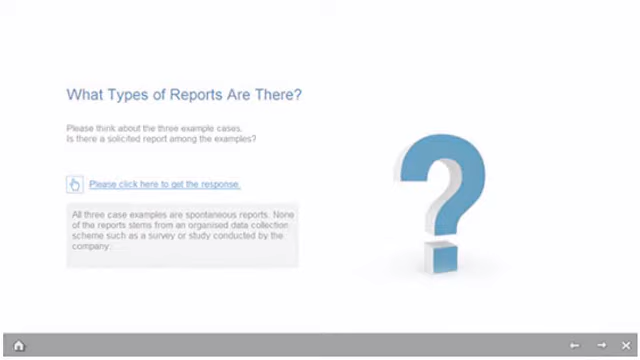 What Types of Reports Are There?
Please think about the three example cases.
Is there a solicited report among the examples?
Please click here to get the response.
All three case examples are spontaneous reports. None
of the reports stems from an organised data collection
scheme such as a survey or study conducted by the
company.